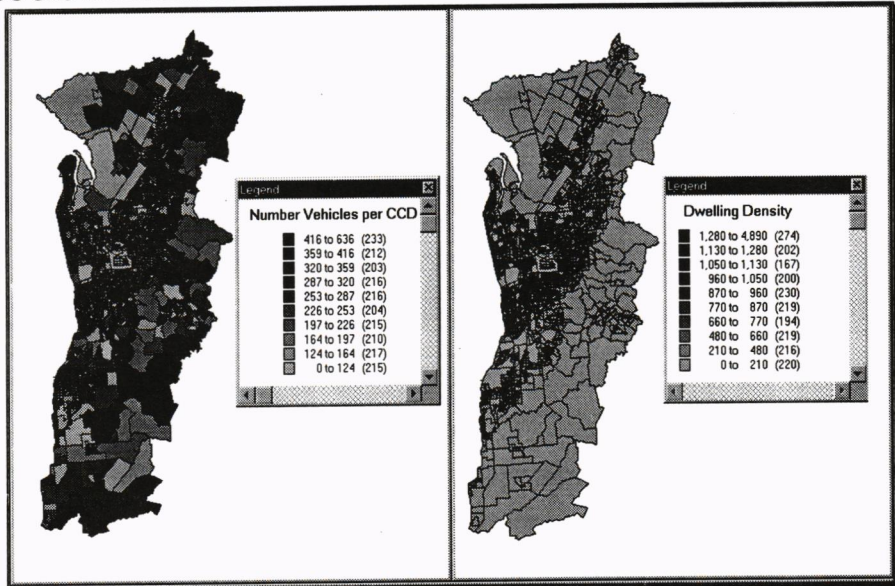 Legend
Number Vehicles per CCD
416 to 636 (233)
359 to 416 (212)
320 to 359 (203)
287 to 320 (216)
253 to 287 (216)
226 to 253 (204)
197 to 226 (215)
164 to 197 (210)
124 to 164 (217)
0 to 124 (215)
Legend
Dwelling Density
1,280 to 4,890 (274)
1,130 to 1,280 (202)
1,050 to 1,130 (167)
960 to 1,050 (200)
870 to 960 (230)
770 to 870 (219)
660 to 770 (194)
480 to 660 (219)
210 to 480 (216)
0 to 210 (220)